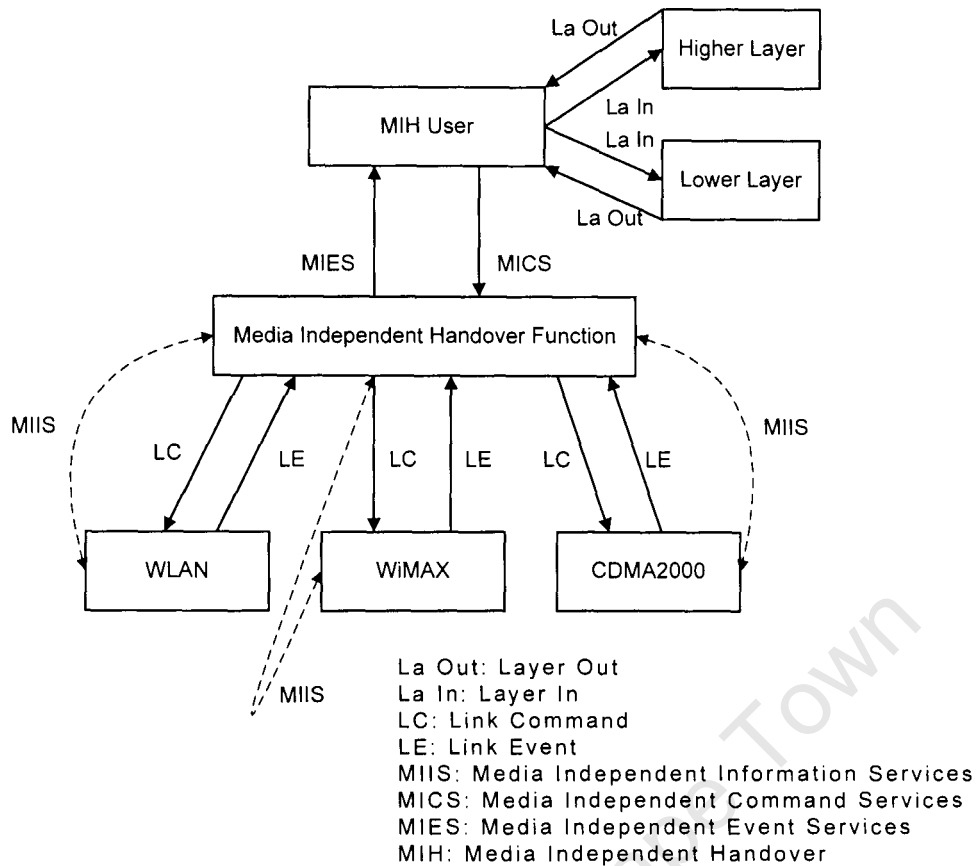 La Out
Higher Layer
MIH User
La In
La In
Lower Layer
La Out
MIES
MICS
Media Independent Handover Function
MIIS
MIIS
LC
LE
LC
LE
LC
LE
WLAN
WiMAX
CDMA2000
MIIS
La Out: Layer Out
La In: Layer In
LC: Link Command
LE: Link Event
MIIS: Media Independent Information Services
MICS: Media Independent Command Services
MIES: Media Independent Event Services
MIH: Media Independent Handover
Town